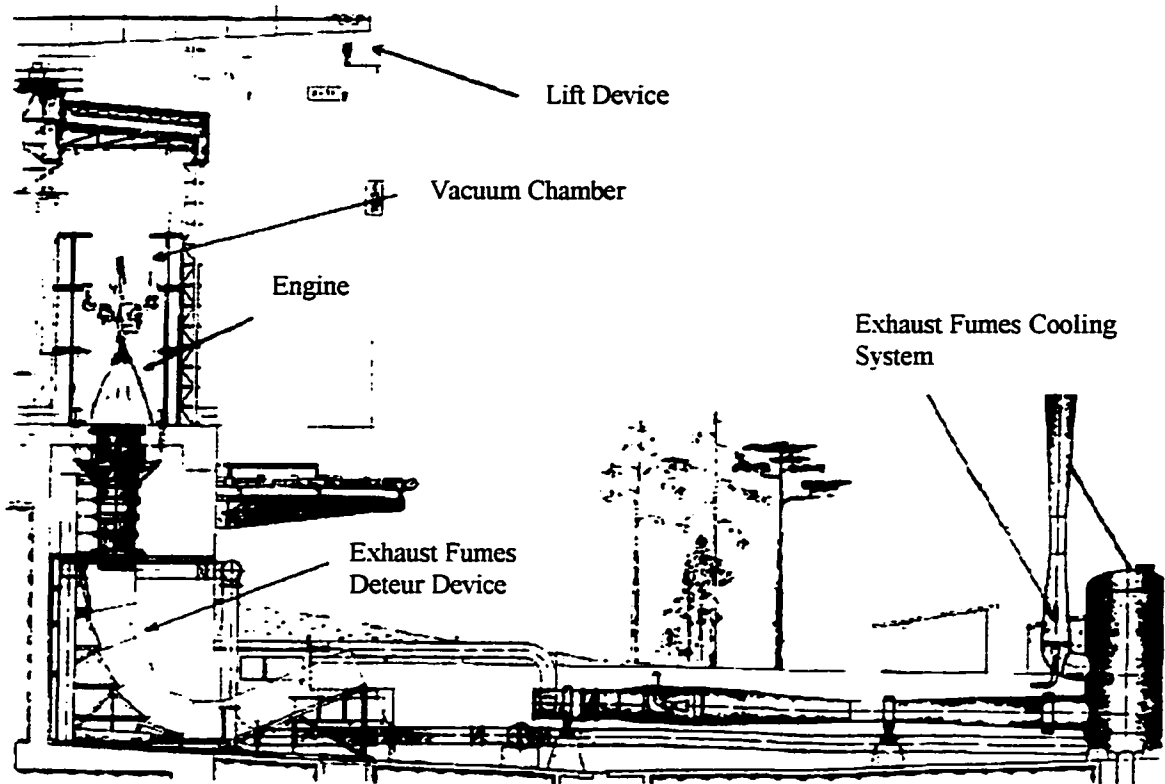 Lift Device
Vacuum Chamber
Engine
Exhaust Fumes Cooling
System
Exhaust Fumes
Deteur Device